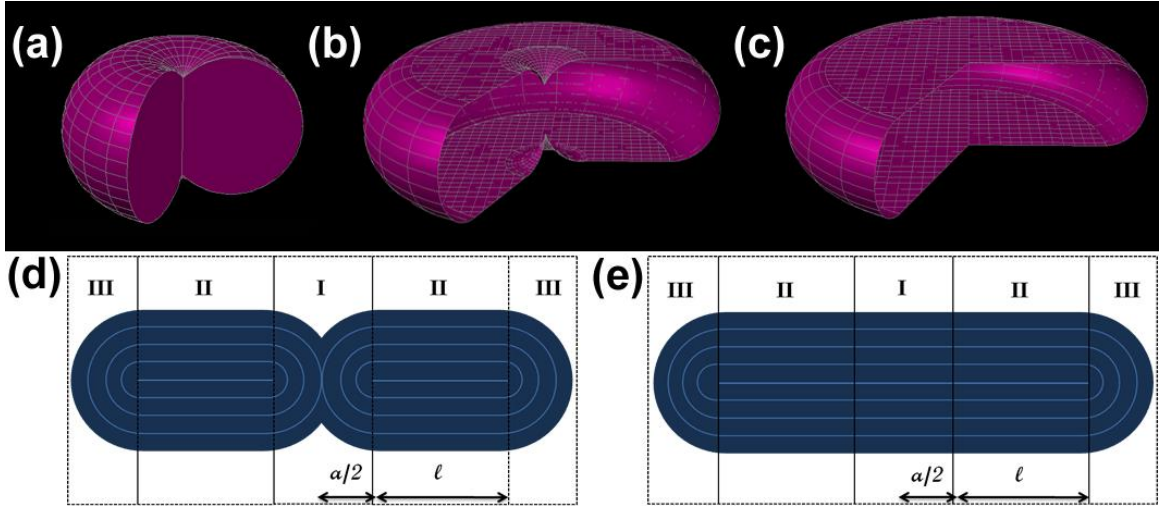 (a) (b) (c)
(d) III II I II III
a/2 ℓ
(e) III II I II III
a/2 ℓ